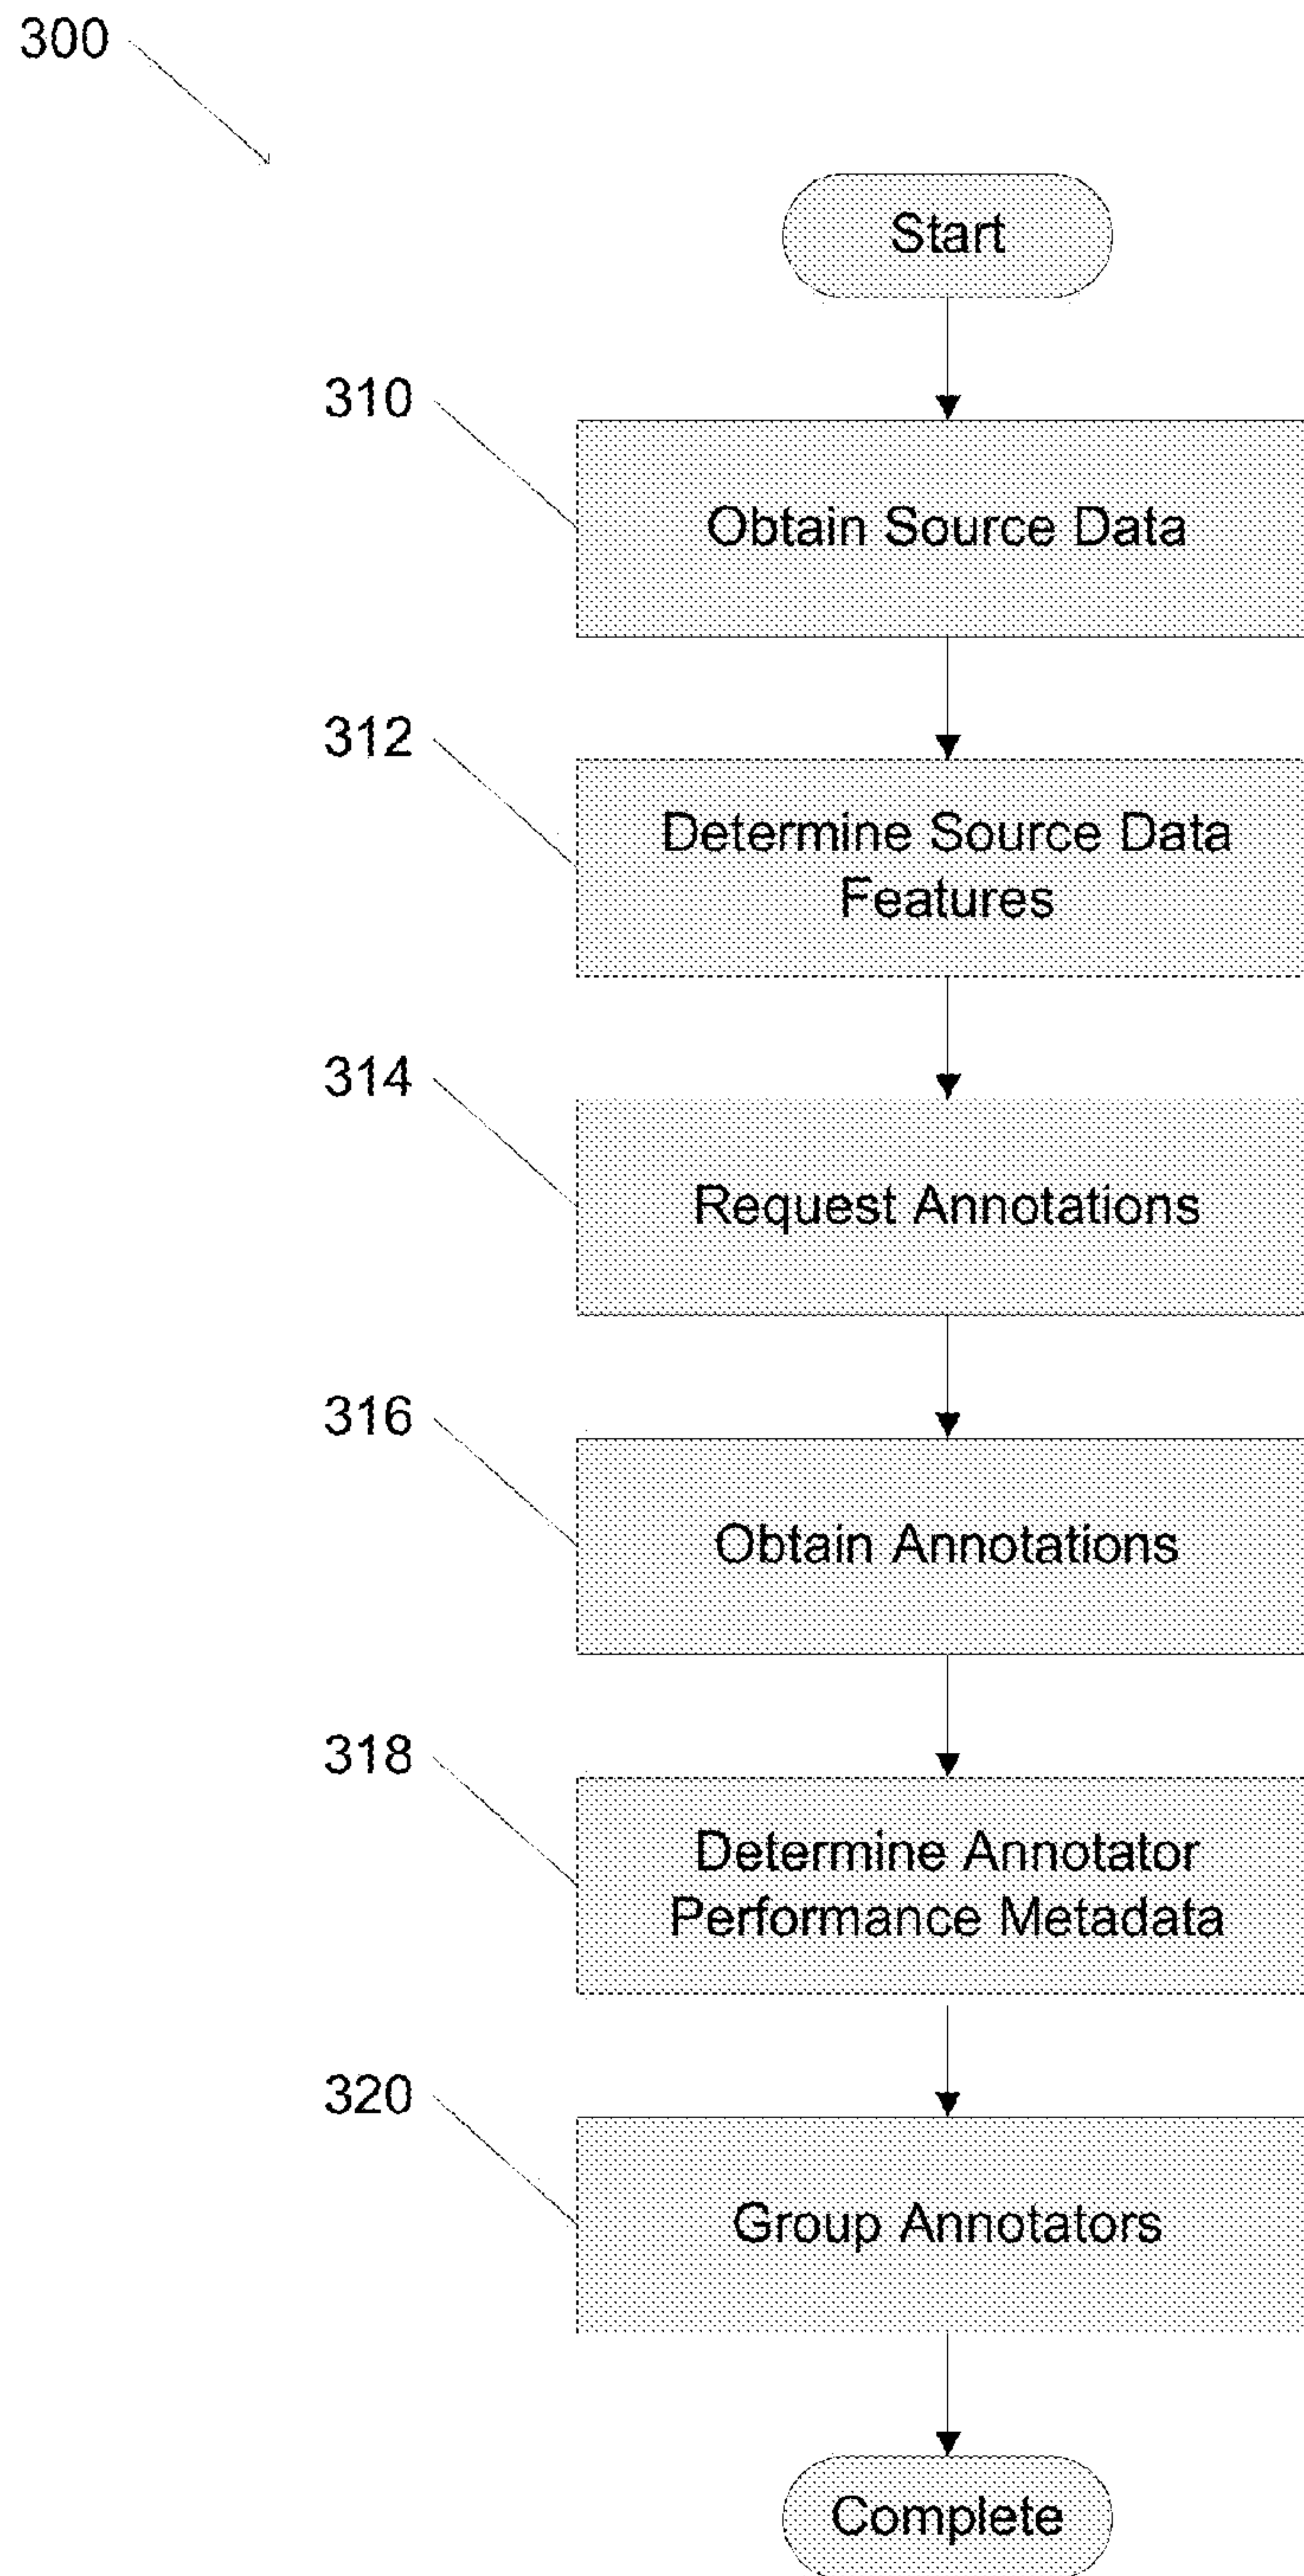 300
Start
310
Obtain Source Data
312
Determine Source Data
Features
314
Request Annotations
316
Obtain Annotations
318
Determine Annotator
Performance Metadata
320
Group Annotators
Complete